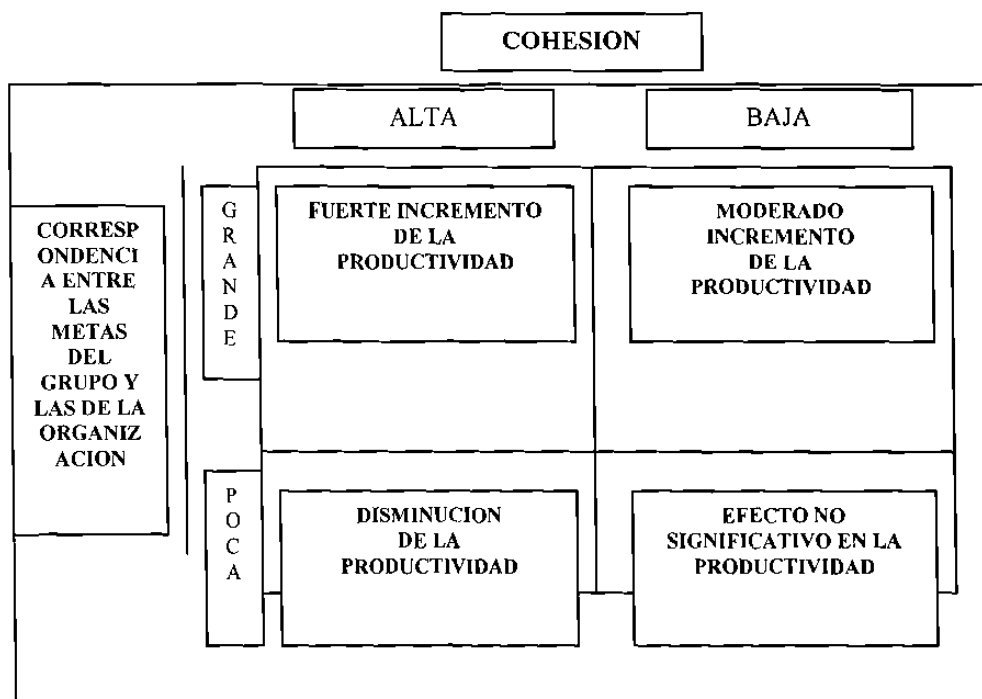 COHESION
ALTA
BAJA
CORRESP
ONDENCI
A ENTRE
LAS
METAS
DEL
GRUPO Y
LAS DE LA
ORGANIZ
ACION
G
R
A
N
D
E
FUERTE INCREMENTO
DE LA
PRODUCTIVIDAD
MODERADO
INCREMENTO
DE LA
PRODUCTIVIDAD
P
O
C
A
DISMINUCION
DE LA
PRODUCTIVIDAD
EFECTO NO
SIGNIFICATIVO EN LA
PRODUCTIVIDAD